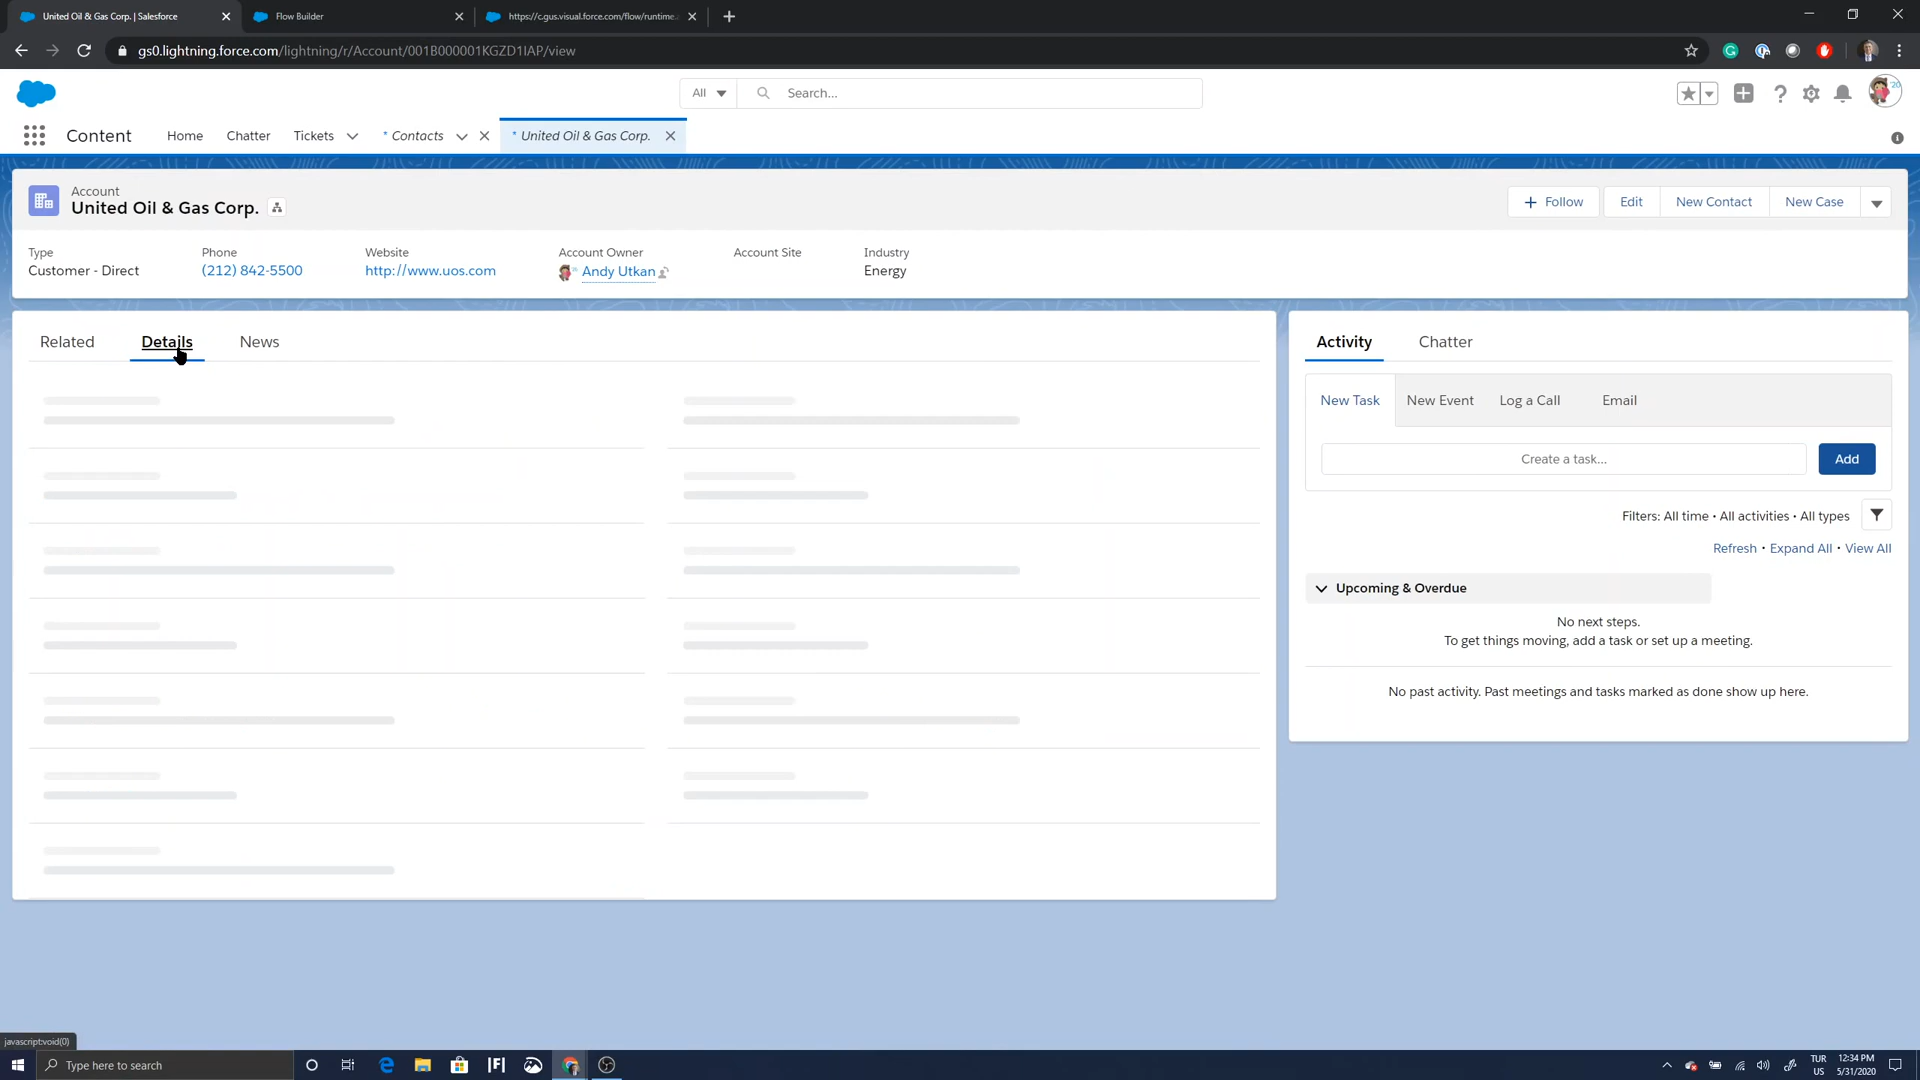 United Oil & Gas Corp. | Salesforce
Flow Builder
https://c.gus.visual.force.com/flow/runtime.
gs0.lightning.force.com/lightning/r/Account/001B000001KGZD1IAP/view
All
Search...
Content
Home
Chatter
Tickets
* Contacts
* United Oil & Gas Corp.
Account
United Oil & Gas Corp.
Follow
Edit
New Contact
New Case
Type
Phone
Website
Account Owner
Account Site
Industry
Customer - Direct
(212) 842-5500
http://www.uos.com
Andy Utkan
Energy
Related
Details
News
Activity
Chatter
New Task
New Event
Log a Call
Email
Create a task...
Add
Filters: All time • All activities • All types
Refresh • Expand All • View All
Upcoming & Overdue
No next steps.
To get things moving, add a task or set up a meeting.
No past activity. Past meetings and tasks marked as done show up here.
javascript:void(0)
Type here to search
TUR
US
12:34 PM
5/31/2020